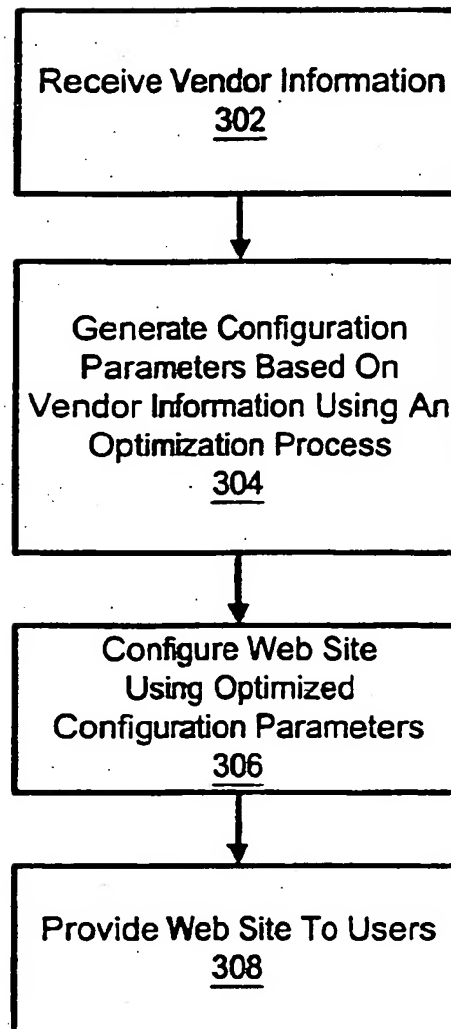 Receive Vendor Information
302
Generate Configuration
Parameters Based On
Vendor Information Using An
Optimization Process
304
Configure Web Site
Using Optimized
Configuration Parameters
306
Provide Web Site To Users
308